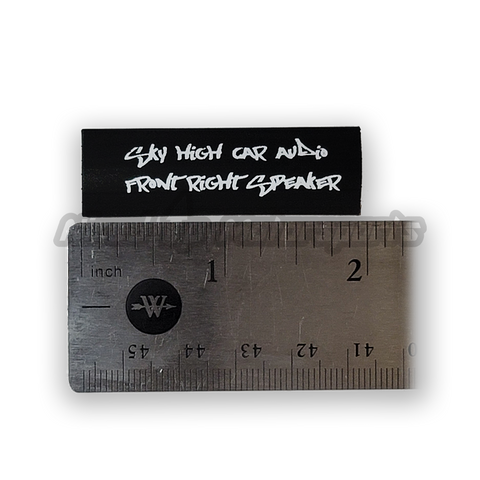 Sky High Car Audio
Front Right Speaker
inch 1 2
W
45 44 43 42 41